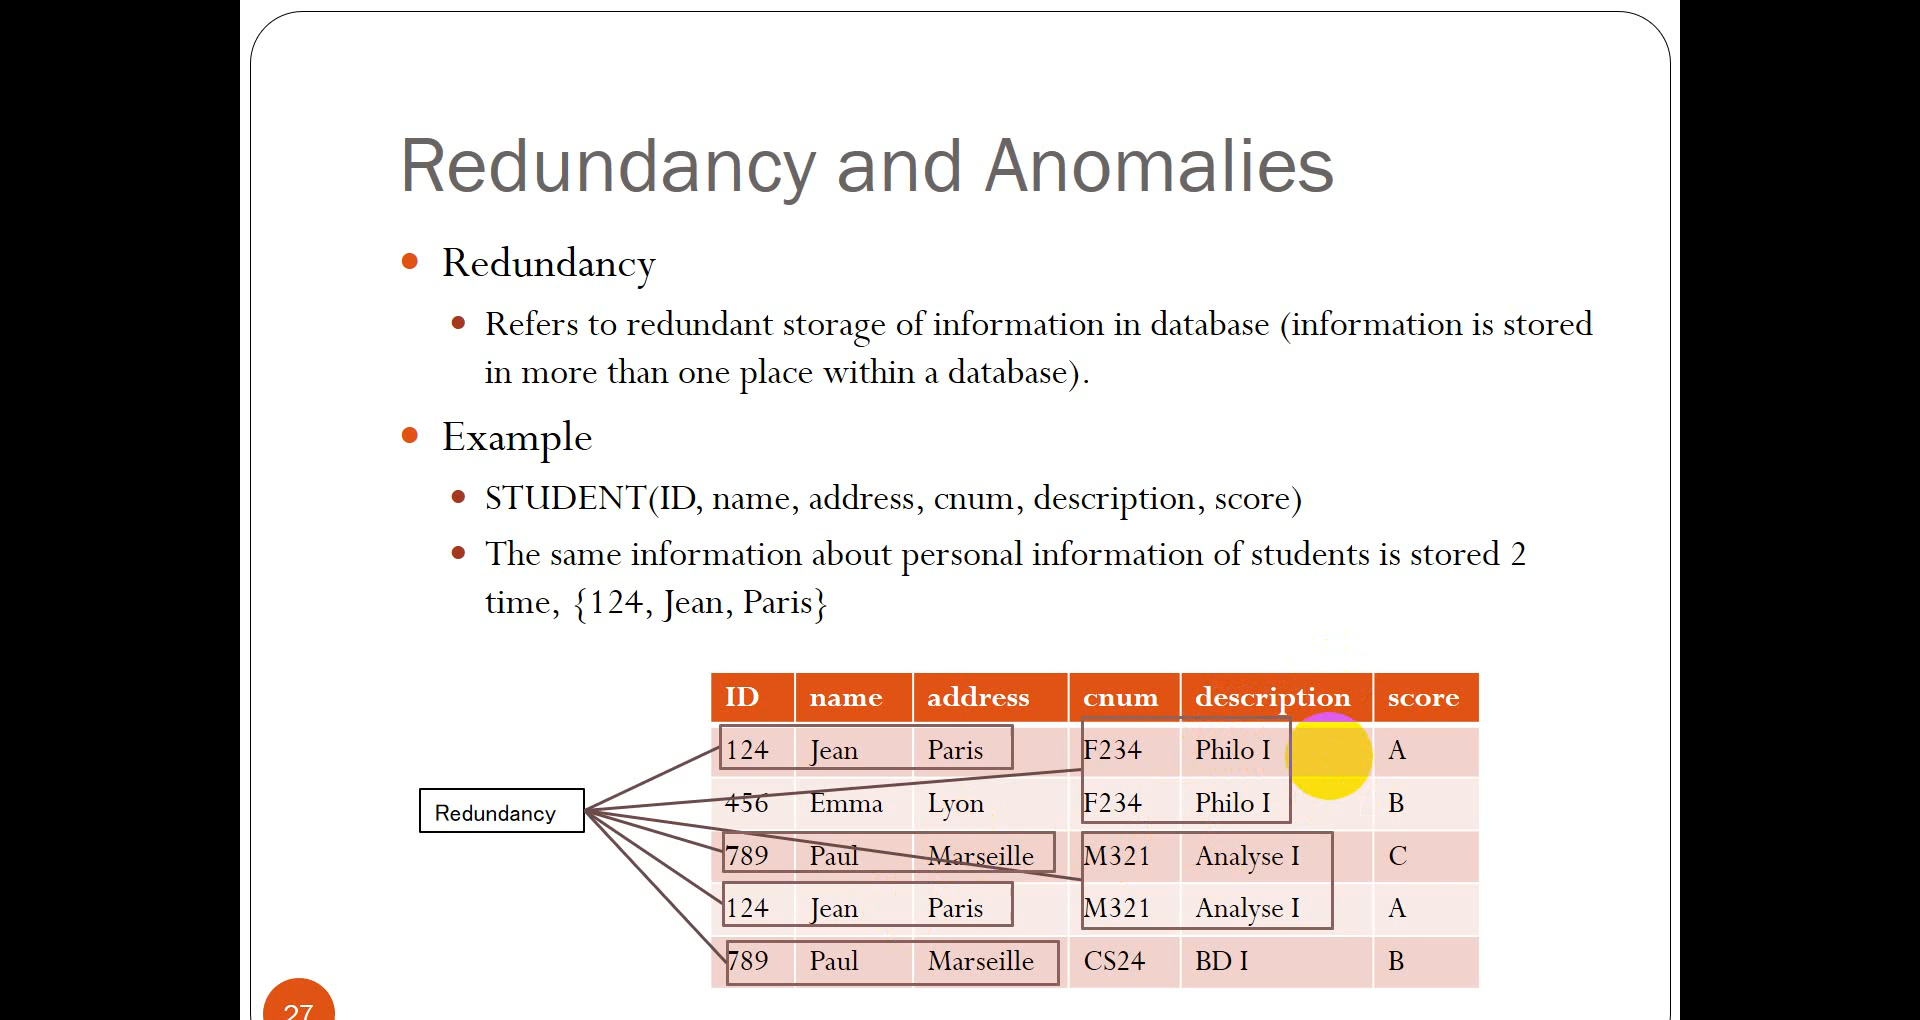 Redundancy and Anomalies
Redundancy
Refers to redundant storage of information in database (information is stored
in more than one place within a database).
Example
STUDENT(ID, name, address, cnum, description, score)
The same information about personal information of students is stored 2
time, {124, Jean, Paris}
ID name address cnum description score
124 Jean Paris F234 Philo I A
456 Emma Lyon F234 Philo I B
Redundancy
789 Paul Marseille M321 Analyse I C
124 Jean Paris M321 Analyse I A
789 Paul Marseille CS24 BD I B
27